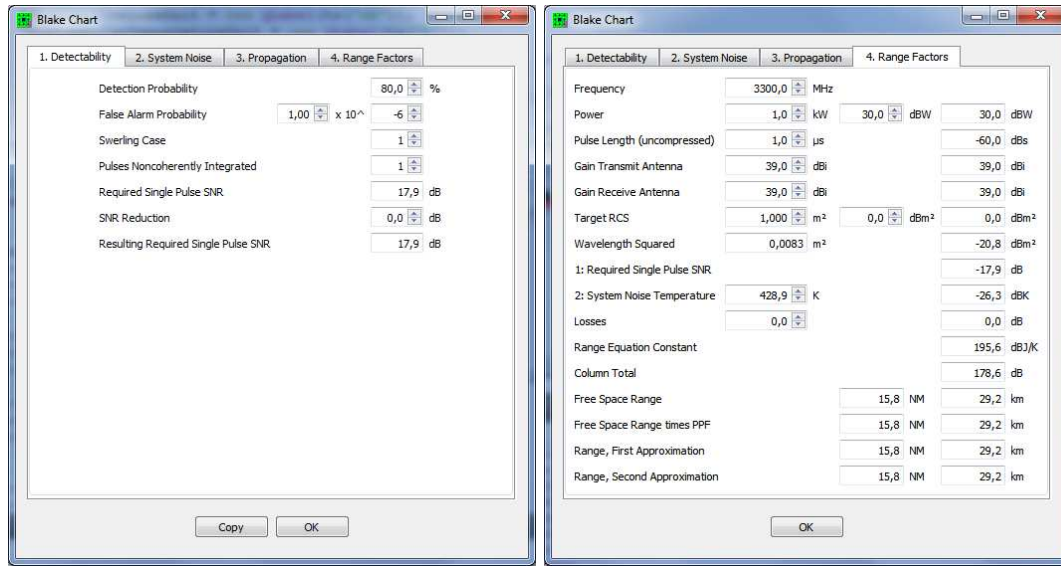 Blake Chart
1. Detectability 2. System Noise 3. Propagation 4. Range Factors
Detection Probability 80,0 %
False Alarm Probability 1,00 x 10^ -6
Swerling Case 1
Pulses Noncoherently Integrated 1
Required Single Pulse SNR 17,9 dB
SNR Reduction 0,0 dB
Resulting Required Single Pulse SNR 17,9 dB
Copy OK
Blake Chart
1. Detectability 2. System Noise 3. Propagation 4. Range Factors
Frequency 3300,0 MHz
Power 1,0 kW 30,0 dBW 30,0 dBW
Pulse Length (uncompressed) 1,0 µs -60,0 dBs
Gain Transmit Antenna 39,0 dBi 39,0 dBi
Gain Receive Antenna 39,0 dBi 39,0 dBi
Target RCS 1,000 m² 0,0 dBm² 0,0 dBm²
Wavelength Squared 0,0083 m² -20,8 dBm²
1: Required Single Pulse SNR -17,9 dB
2: System Noise Temperature 428,9 K -26,3 dBK
Losses 0,0 0,0 dB
Range Equation Constant 195,6 dBJ/K
Column Total 178,6 dB
Free Space Range 15,8 NM 29,2 km
Free Space Range times PPF 15,8 NM 29,2 km
Range, First Approximation 15,8 NM 29,2 km
Range, Second Approximation 15,8 NM 29,2 km
OK